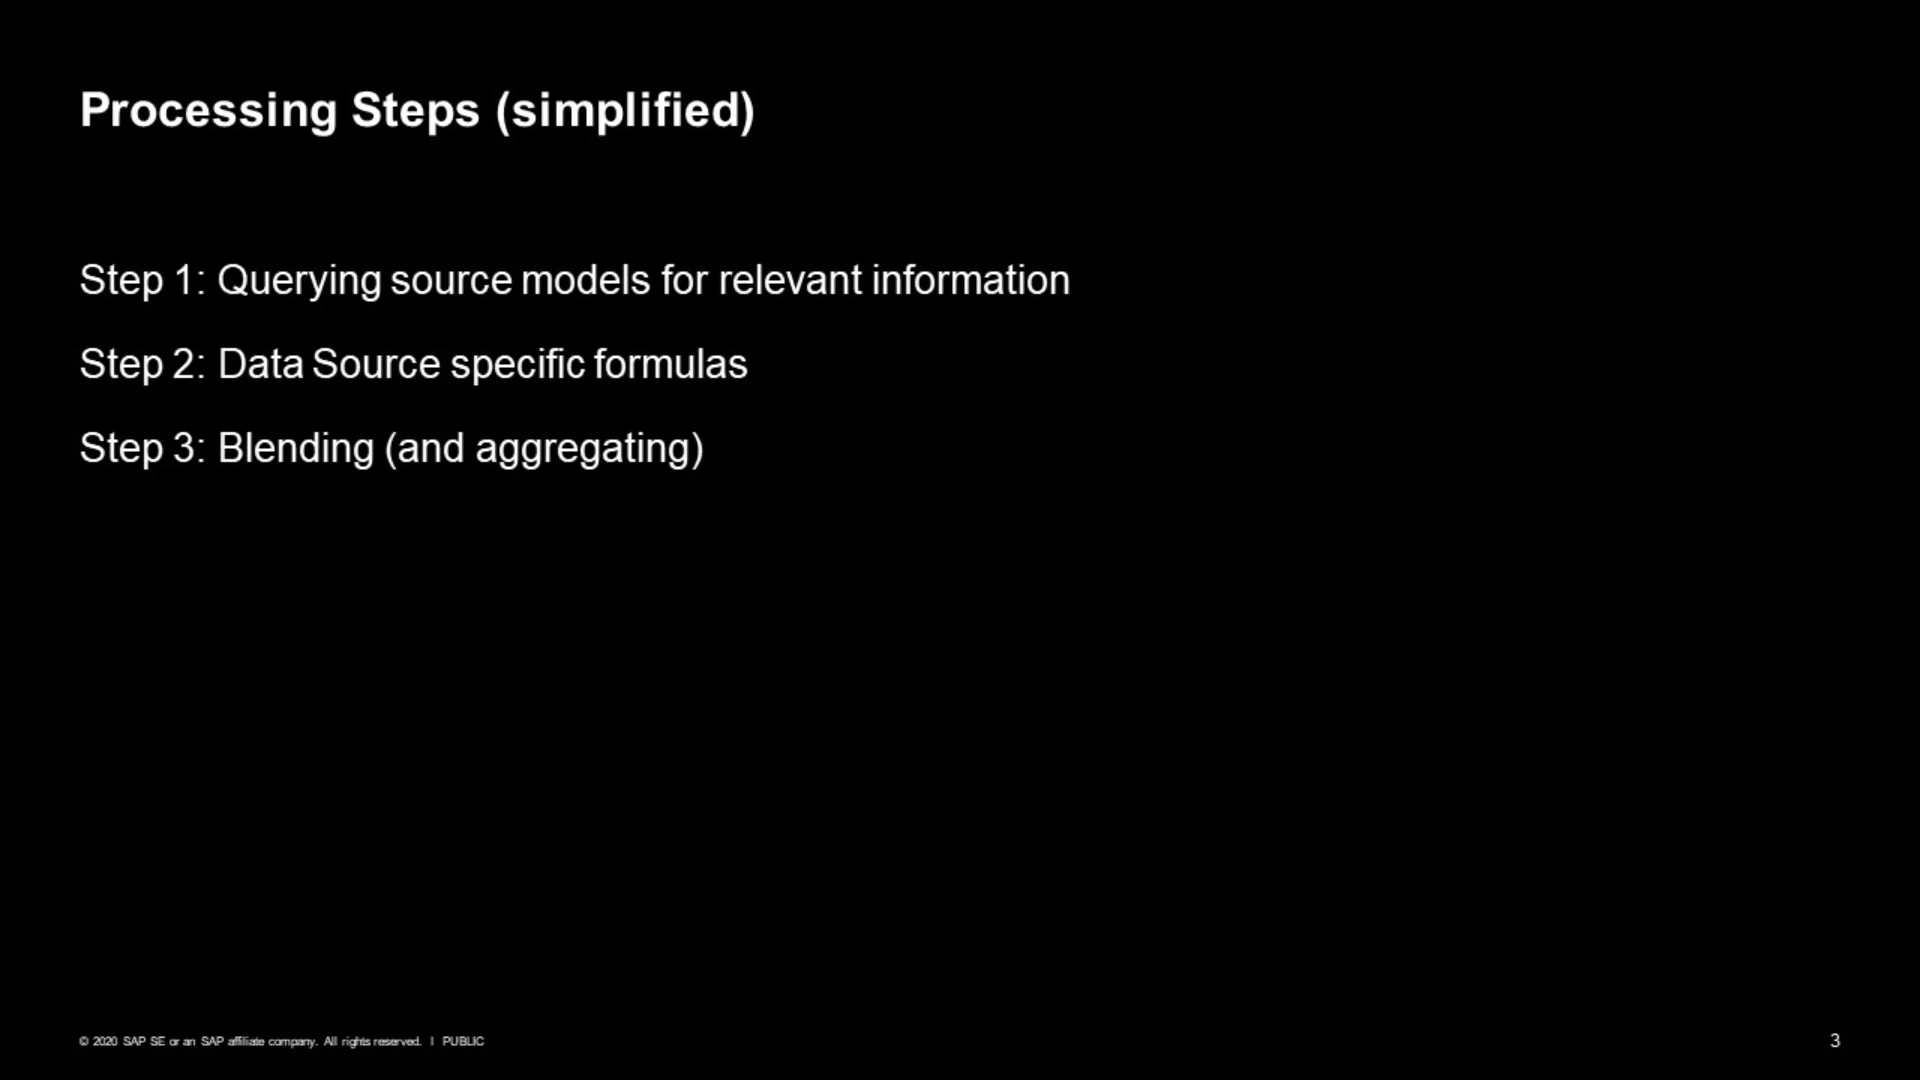 Processing Steps (simplified)
Step 1: Querying source models for relevant information
Step 2: Data Source specific formulas
Step 3: Blending (and aggregating)
© 2020 SAP SE or an SAP affiliate company. All rights reserved. I PUBLIC
3